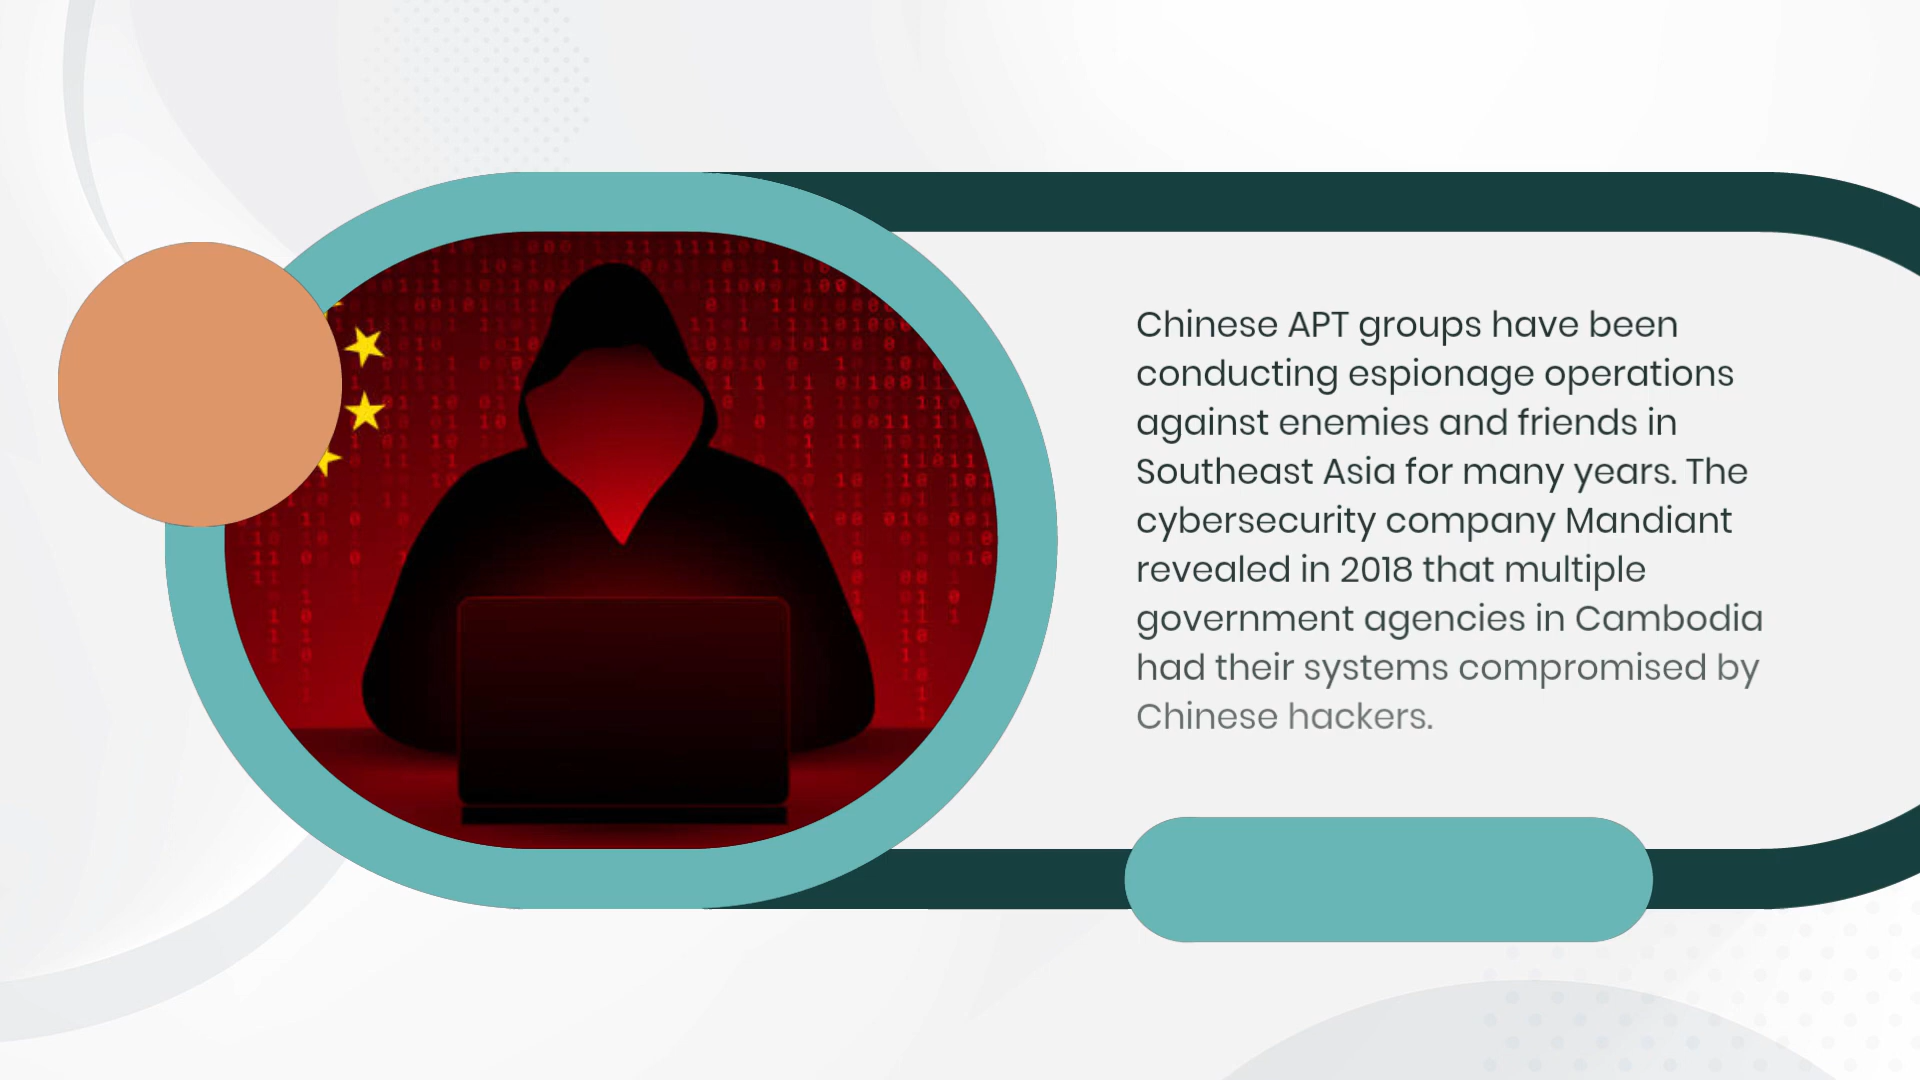 Chinese APT groups have been
conducting espionage operations
against enemies and friends in
Southeast Asia for many years. The
cybersecurity company Mandiant
revealed in 2018 that multiple
government agencies in Cambodia
had their systems compromised by
Chinese hackers.